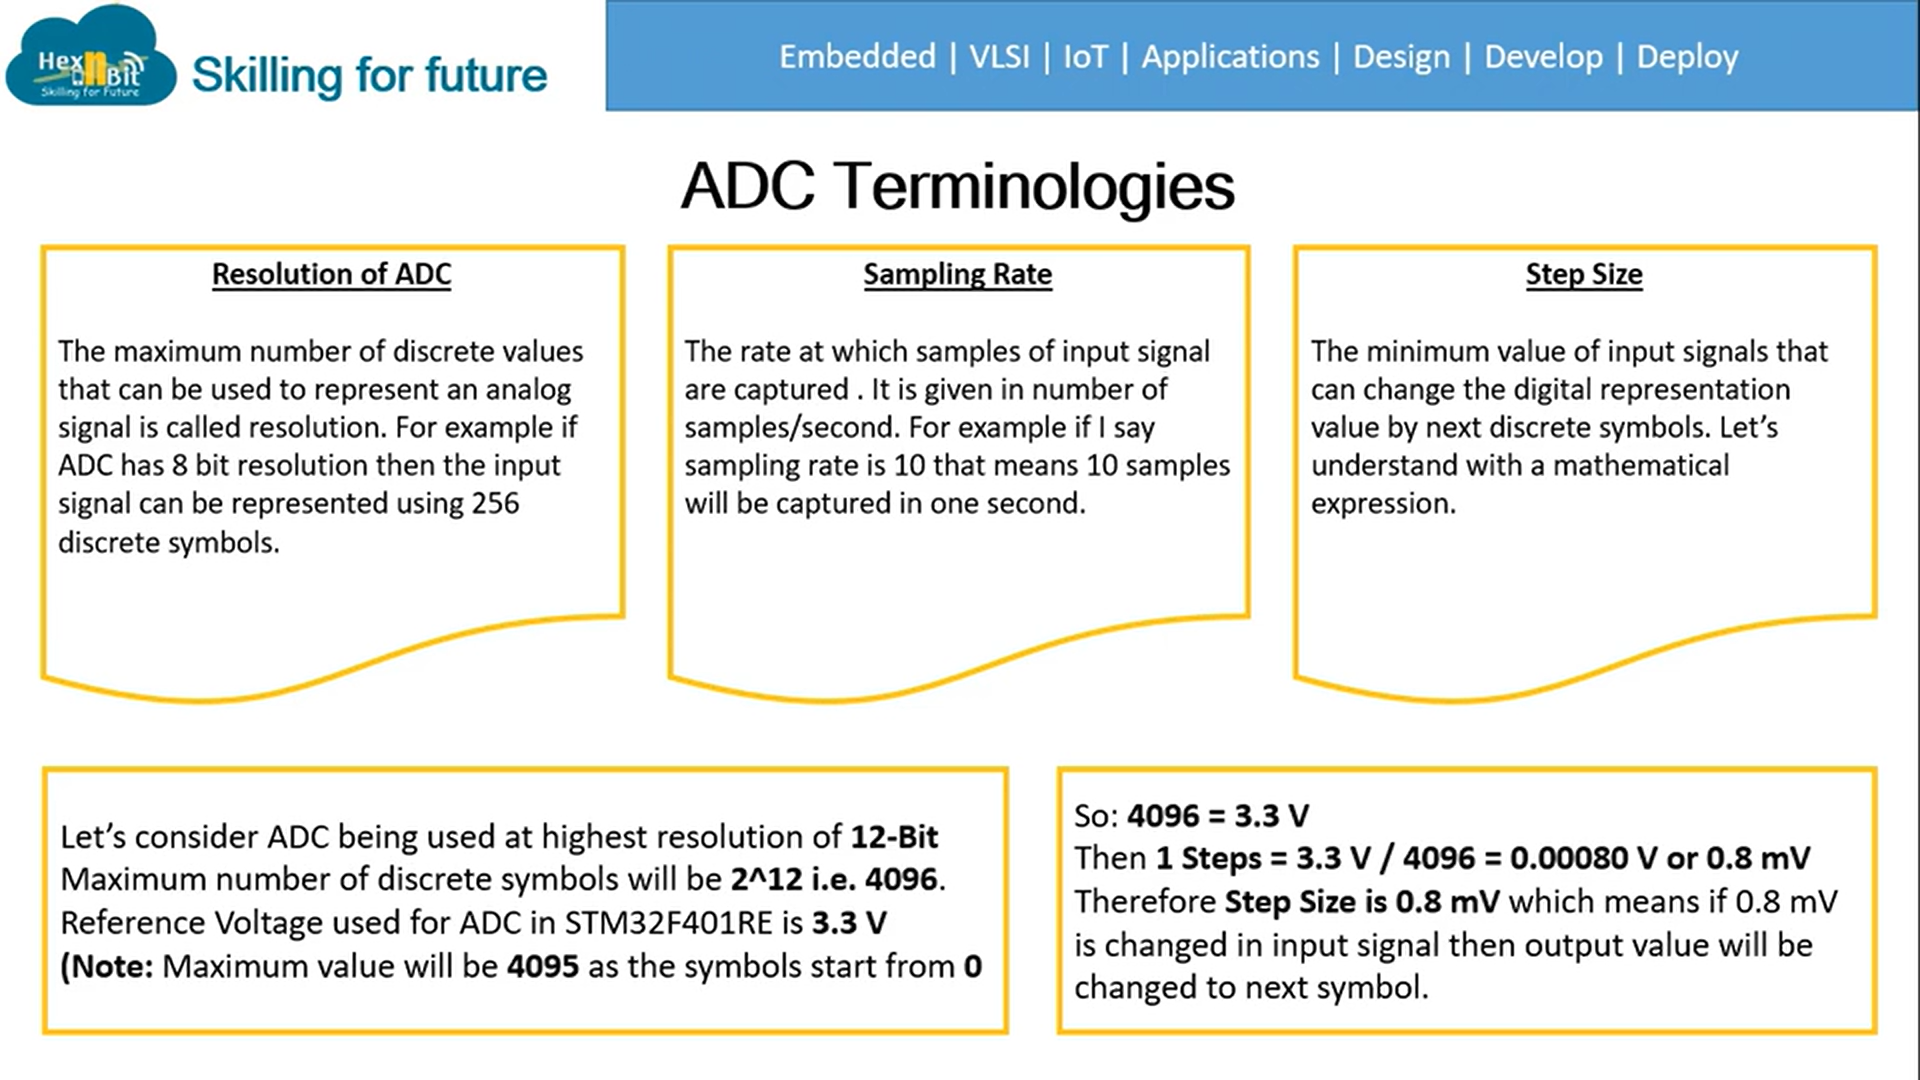 Hex n Bit
Skilling for Future
Skilling for future
Embedded | VLSI | IoT | Applications | Design | Develop | Deploy
ADC Terminologies
Resolution of ADC
The maximum number of discrete values
that can be used to represent an analog
signal is called resolution. For example if
ADC has 8 bit resolution then the input
signal can be represented using 256
discrete symbols.
Sampling Rate
The rate at which samples of input signal
are captured . It is given in number of
samples/second. For example if I say
sampling rate is 10 that means 10 samples
will be captured in one second.
Step Size
The minimum value of input signals that
can change the digital representation
value by next discrete symbols. Let’s
understand with a mathematical
expression.
Let’s consider ADC being used at highest resolution of 12-Bit
Maximum number of discrete symbols will be 2^12 i.e. 4096.
Reference Voltage used for ADC in STM32F401RE is 3.3 V
(Note: Maximum value will be 4095 as the symbols start from 0
So: 4096 = 3.3 V
Then 1 Steps = 3.3 V / 4096 = 0.00080 V or 0.8 mV
Therefore Step Size is 0.8 mV which means if 0.8 mV
is changed in input signal then output value will be
changed to next symbol.